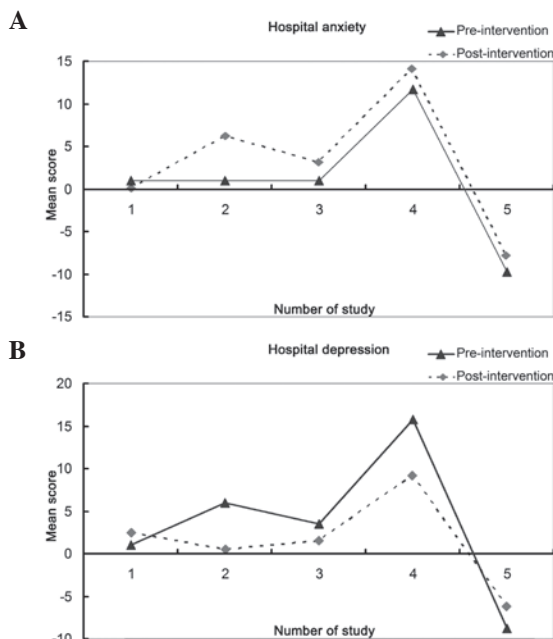 A
Hospital anxiety
Pre-intervention
Post-intervention
15
10
5
0
-5
-10
-15
Mean score
1 2 3 4 5
Number of study
B
Hospital depression
Pre-intervention
Post-intervention
20
15
10
5
0
-5
-10
Mean score
1 2 3 4 5
Number of study